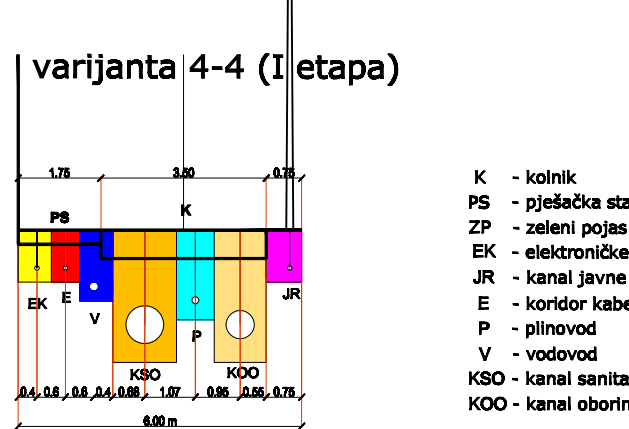 varijanta 4-4 (I etapa)
1.75 3.50 0.75
PS K
EK E V KSO P KOO JR
0.4 0.6 0.6 0.4 0.68 1.07 0.95 0.55 0.75
6.00 m
K - kolnik
PS - pješačka sta
ZP - zeleni pojas
EK - elektroničke
JR - kanal javne
E - koridor kabe
P - plinovod
V - vodovod
KSO - kanal sanita
KOO - kanal oborin